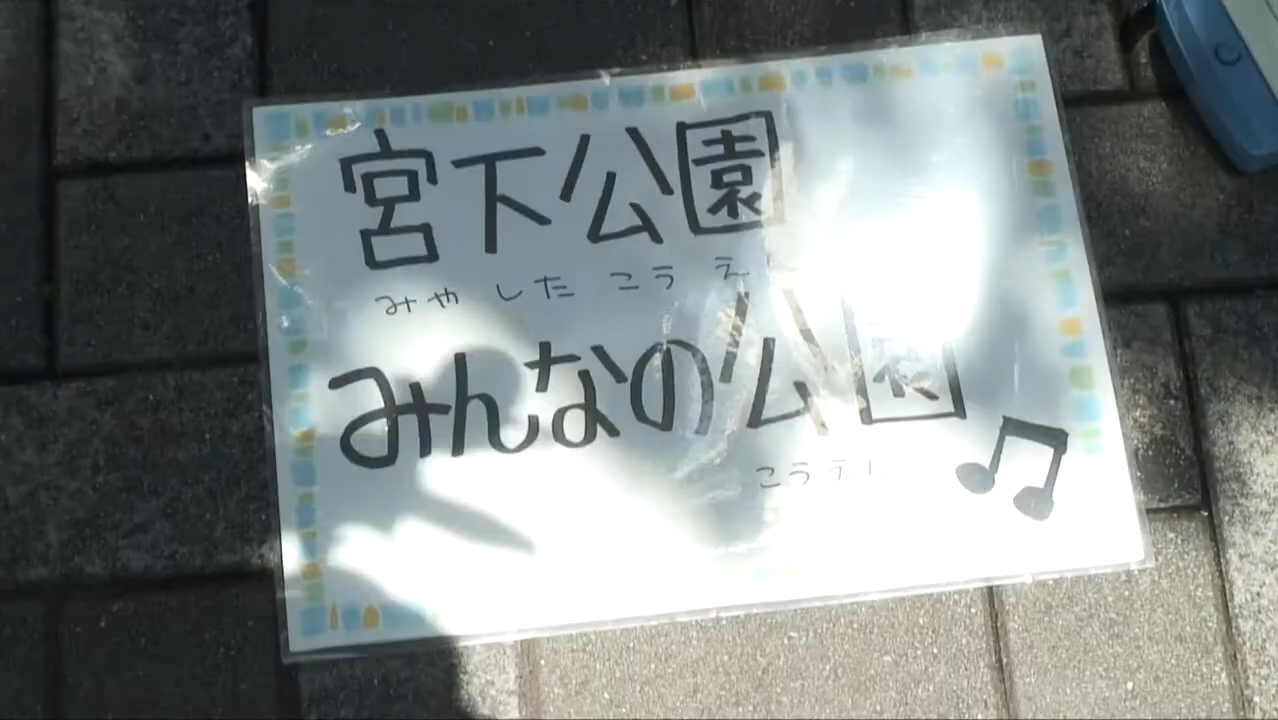 宮下公園
みやしたこうえん
みんなの公園
こうえん